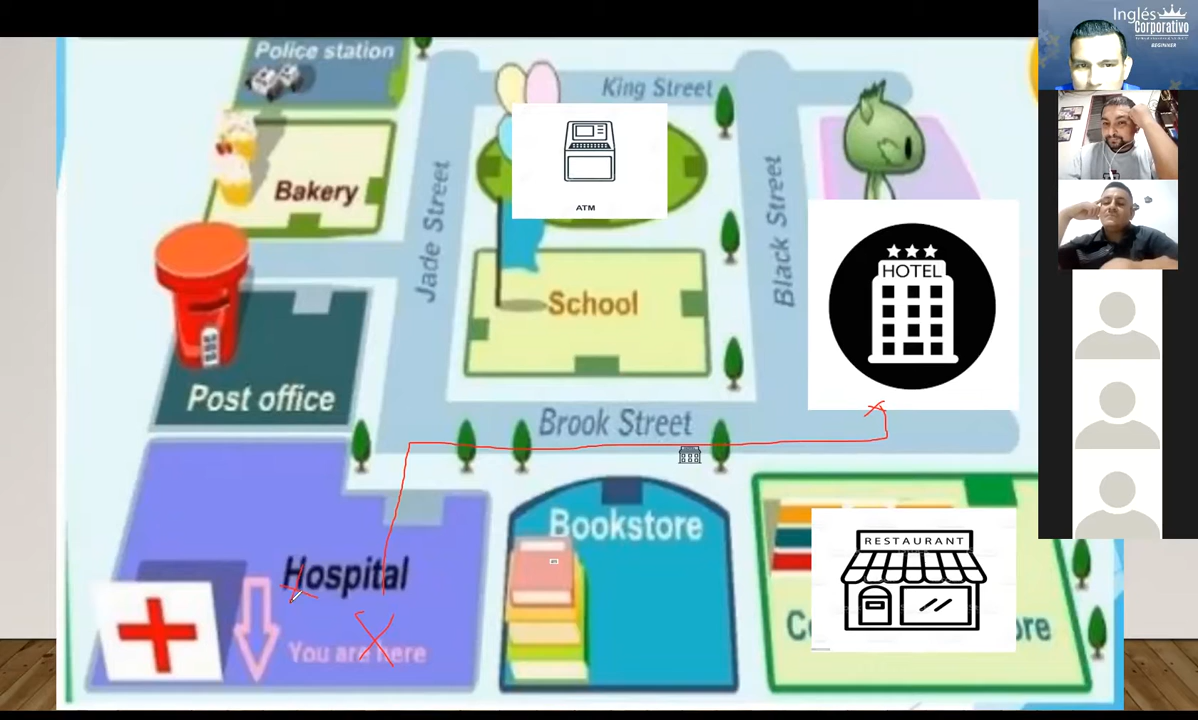 Inglés
Corporativo
BEGINNER
Police station
King Street
ATM
Bakery
Jade Street
Black Street
HOTEL
School
Post office
Brook Street
Bookstore
RESTAURANT
Hospital
You are here